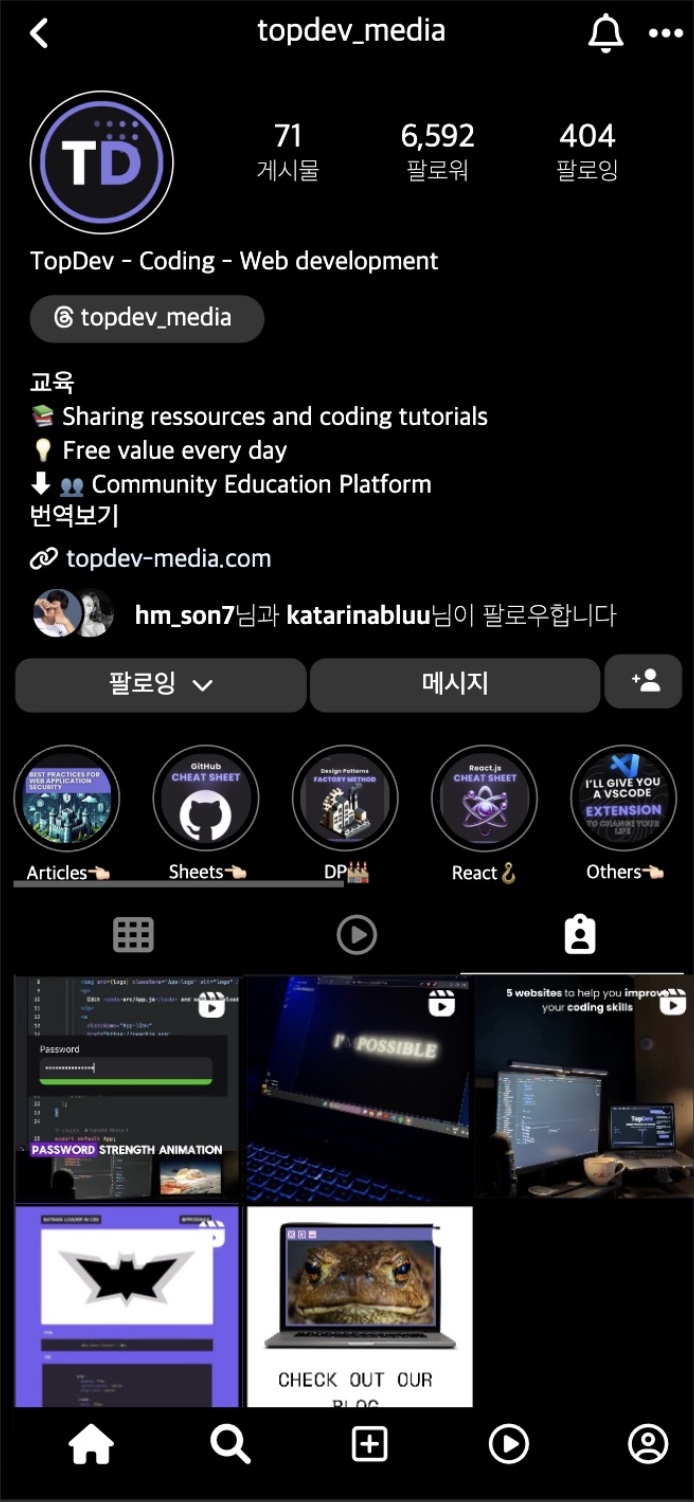 topdev_media
TD
71
6,592
404
게시물
팔로워
팔로잉
TopDev - Coding - Web development
topdev_media
교육
Sharing ressources and coding tutorials
Free value every day
Community Education Platform
번역보기
topdev-media.com
hm_son7님과 katarinabluu님이 팔로우합니다
팔로잉
메시지
BEST PRACTICES FOR
WEB APPLICATION
SECURITY
GitHub
CHEAT SHEET
Design Patterns
FACTORY METHOD
React.js
CHEAT SHEET
I'LL GIVE YOU
A VSCODE
EXTENSION
TO CHANGE YOUR
LIFE
Articles
Sheets
DP
React
Others
Password
export default App;
PASSWORD STRENGTH ANIMATION
I'MPOSSIBLE
5 websites to help you improve
your coding skills
TopDev
BATMAN LOADER IN CSS
CHECK OUT OUR
BLOG